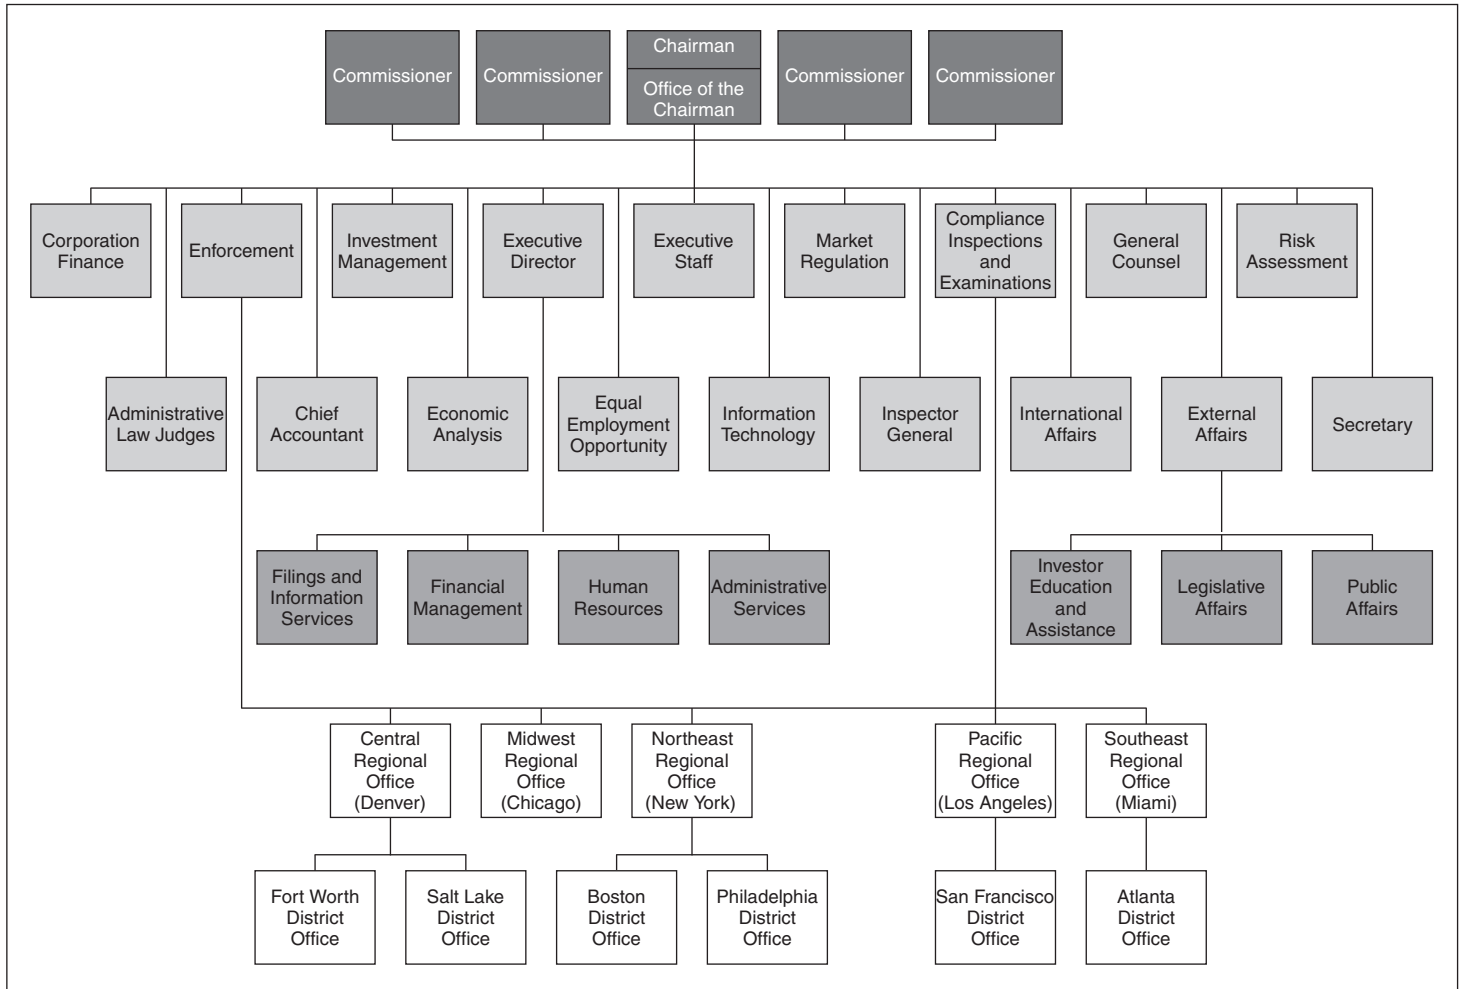 Commissioner
Commissioner
Chairman
Office of the
Chairman
Commissioner
Commissioner
Corporation
Finance
Enforcement
Investment
Management
Executive
Director
Executive
Staff
Market
Regulation
Compliance
Inspections
and
Examinations
General
Counsel
Risk
Assessment
Administrative
Law Judges
Chief
Accountant
Economic
Analysis
Equal
Employment
Opportunity
Information
Technology
Inspector
General
International
Affairs
External
Affairs
Secretary
Filings and
Information
Services
Financial
Management
Human
Resources
Administrative
Services
Investor
Education
and
Assistance
Legislative
Affairs
Public
Affairs
Central
Regional
Office
(Denver)
Midwest
Regional
Office
(Chicago)
Northeast
Regional
Office
(New York)
Pacific
Regional
Office
(Los Angeles)
Southeast
Regional
Office
(Miami)
Fort Worth
District
Office
Salt Lake
District
Office
Boston
District
Office
Philadelphia
District
Office
San Francisco
District
Office
Atlanta
District
Office